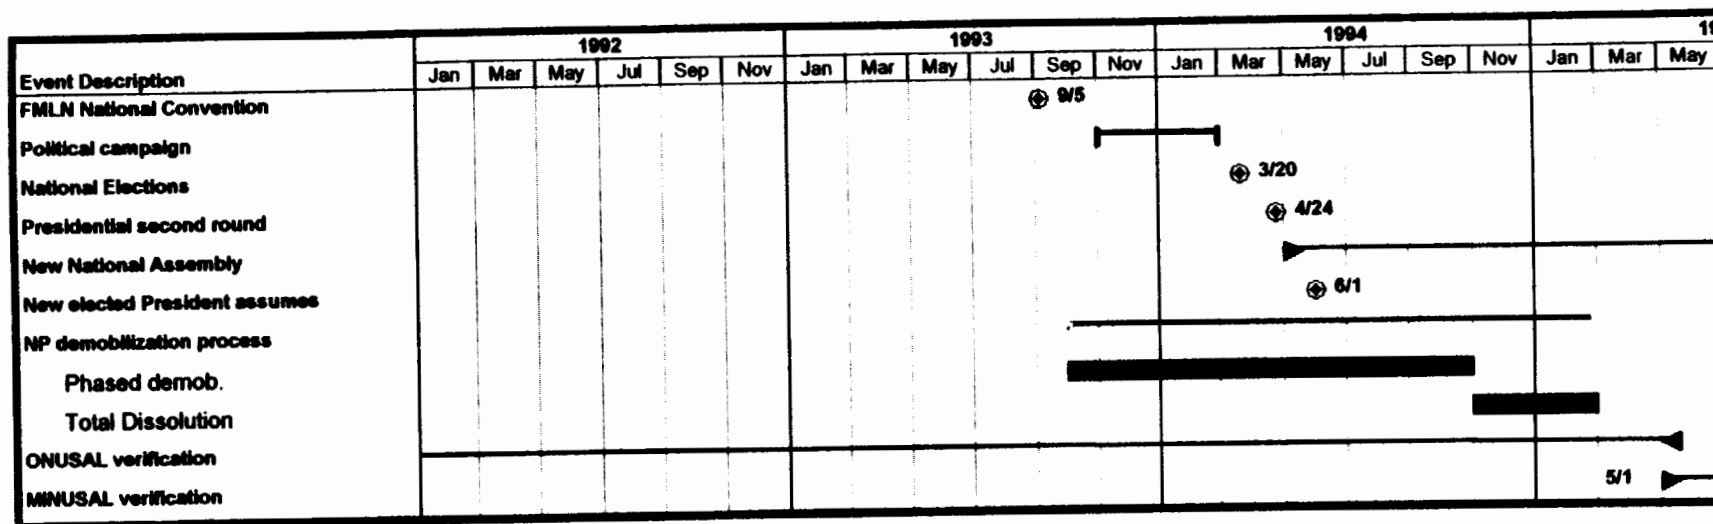 1992 1993 1994 19
Event Description Jan Mar May Jul Sep Nov Jan Mar May Jul Sep Nov Jan Mar May Jul Sep Nov Jan Mar May
FMLN National Convention 9/5
Political campaign
National Elections 3/20
Presidential second round 4/24
New National Assembly
New elected President assumes 6/1
NP demobilization process
Phased demob.
Total Dissolution
ONUSAL verification
MINUSAL verification 5/1